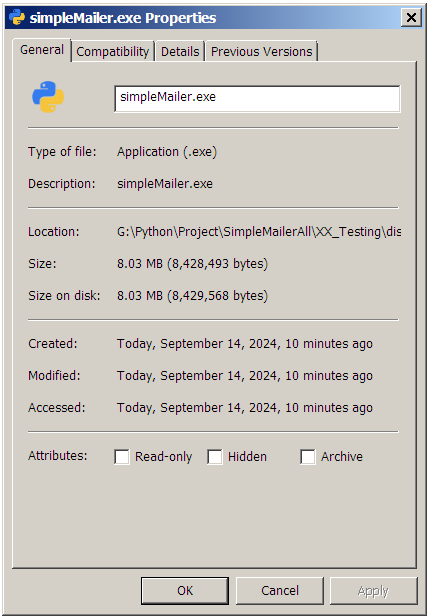 simpleMailer.exe Properties
General Compatibility Details Previous Versions
simpleMailer.exe
Type of file: Application (.exe)
Description: simpleMailer.exe
Location: G:\Python\Project\SimpleMailerAll\XX_Testing\dis
Size: 8.03 MB (8,428,493 bytes)
Size on disk: 8.03 MB (8,429,568 bytes)
Created: Today, September 14, 2024, 10 minutes ago
Modified: Today, September 14, 2024, 10 minutes ago
Accessed: Today, September 14, 2024, 10 minutes ago
Attributes: Read-only Hidden Archive
OK Cancel Apply